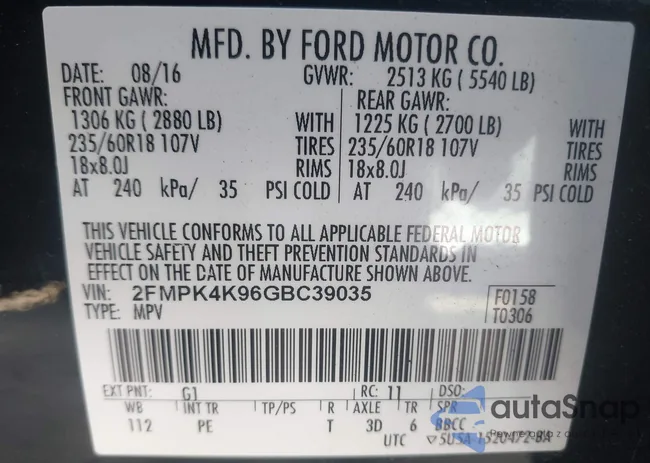 MFD. BY FORD MOTOR CO.
DATE: 08/16 GVWR: 2513 KG ( 5540 LB)
FRONT GAWR: REAR GAWR:
1306 KG ( 2880 LB) WITH 1225 KG ( 2700 LB) WITH
235/60R18 107V TIRES 235/60R18 107V TIRES
18x8.0J RIMS 18x8.0J RIMS
AT 240 kPa/ 35 PSI COLD AT 240 kPa/ 35 PSI COLD
THIS VEHICLE CONFORMS TO ALL APPLICABLE FEDERAL MOTOR
VEHICLE SAFETY AND THEFT PREVENTION STANDARDS IN
EFFECT ON THE DATE OF MANUFACTURE SHOWN ABOVE.
VIN: 2FMPK4K96GBC39035 F0158
TYPE: MPV T0306
EXT PNT: G1 RC: 11 DSO:
WB INT TR TP/PS R AXLE TR SPR
112 PE T 3D 6 BBCC
UTC
autaSnap